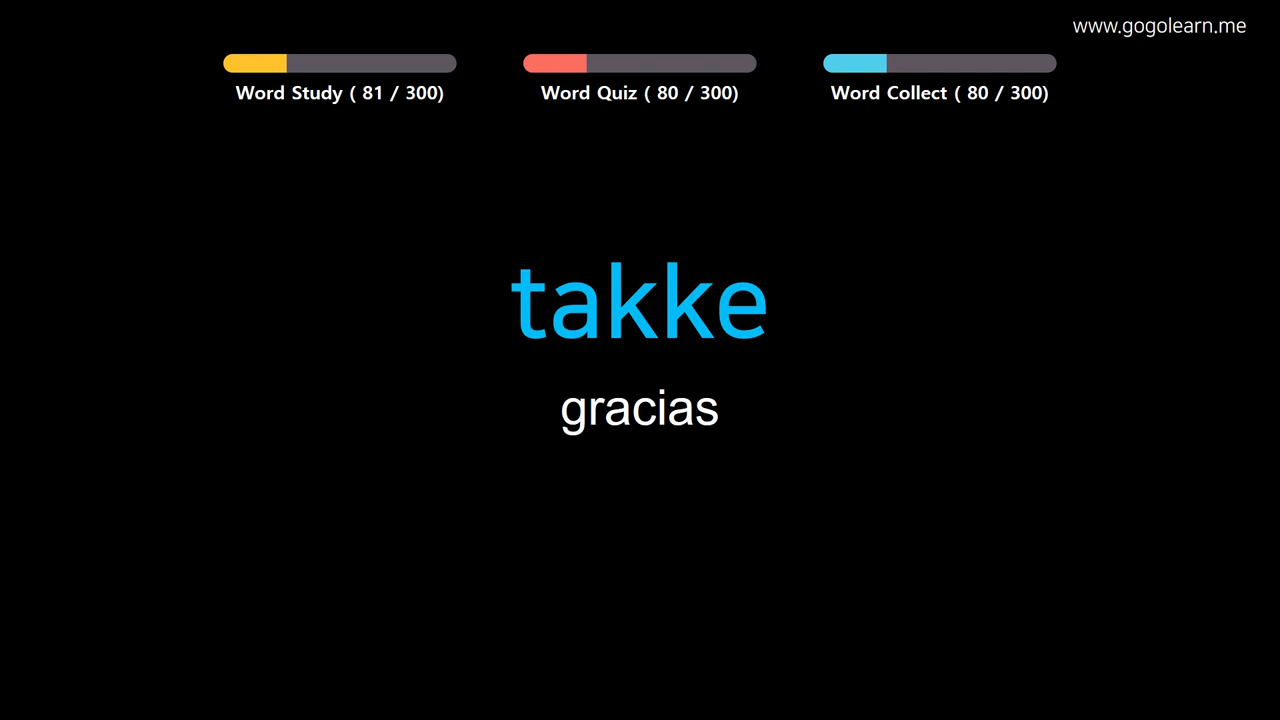 www.gogolearn.me
Word Study ( 81 / 300)
Word Quiz ( 80 / 300)
Word Collect ( 80 / 300)
takke
gracias